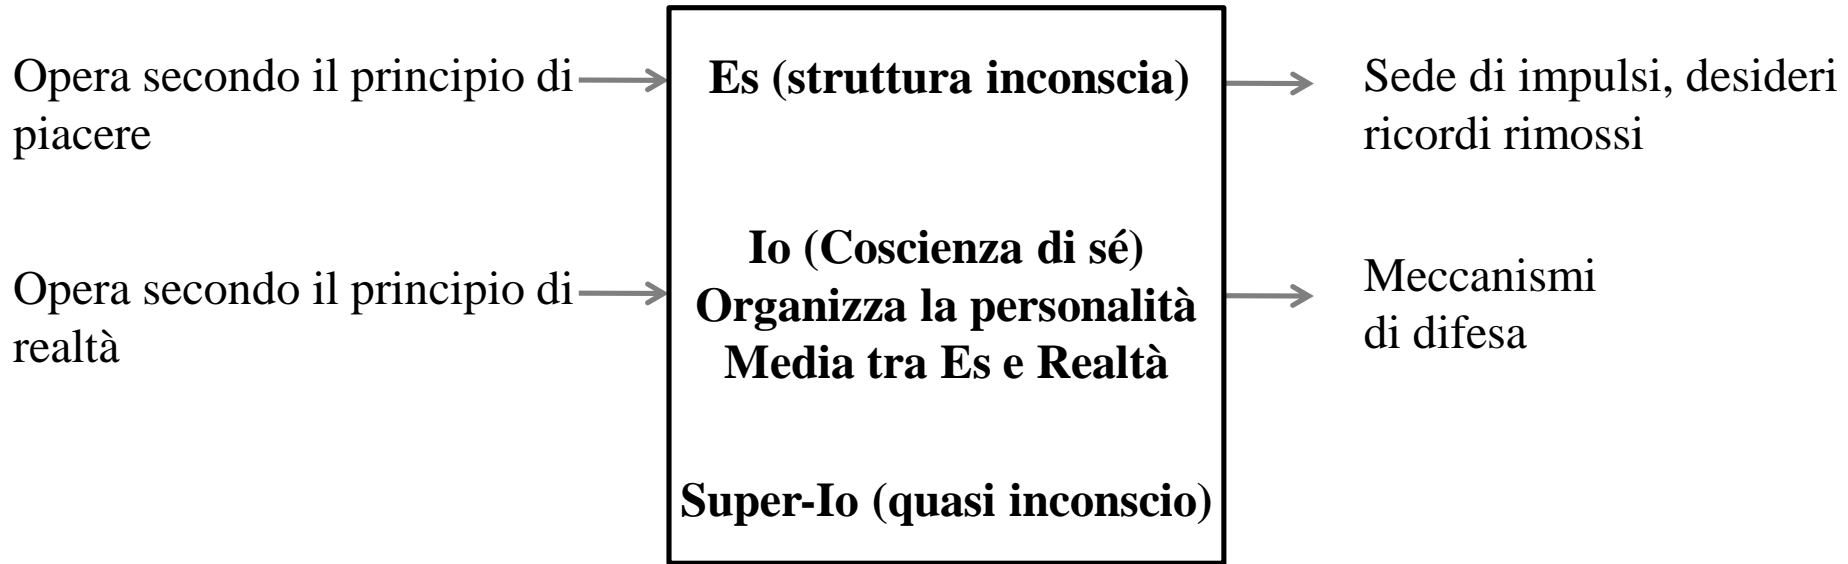 Opera secondo il principio di
piacere
Es (struttura inconscia)
Sede di impulsi, desideri
ricordi rimossi
Opera secondo il principio di
realtà
Io (Coscienza di sé)
Organizza la personalità
Media tra Es e Realtà
Meccanismi
di difesa
Super-Io (quasi inconscio)